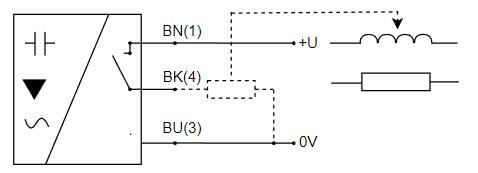 BN(1)
+U
BK(4)
BU(3)
0V